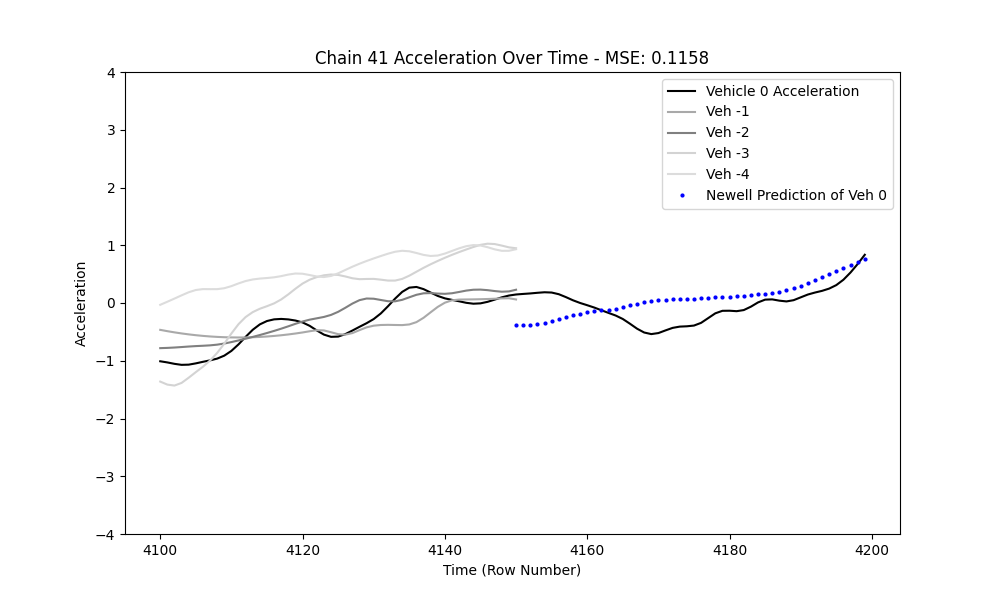 Chain 41 Acceleration Over Time - MSE: 0.1158
4
3
2
1
0
−1
−2
−3
−4
Acceleration
Vehicle 0 Acceleration
Veh -1
Veh -2
Veh -3
Veh -4
Newell Prediction of Veh 0
4100 4120 4140 4160 4180 4200
Time (Row Number)